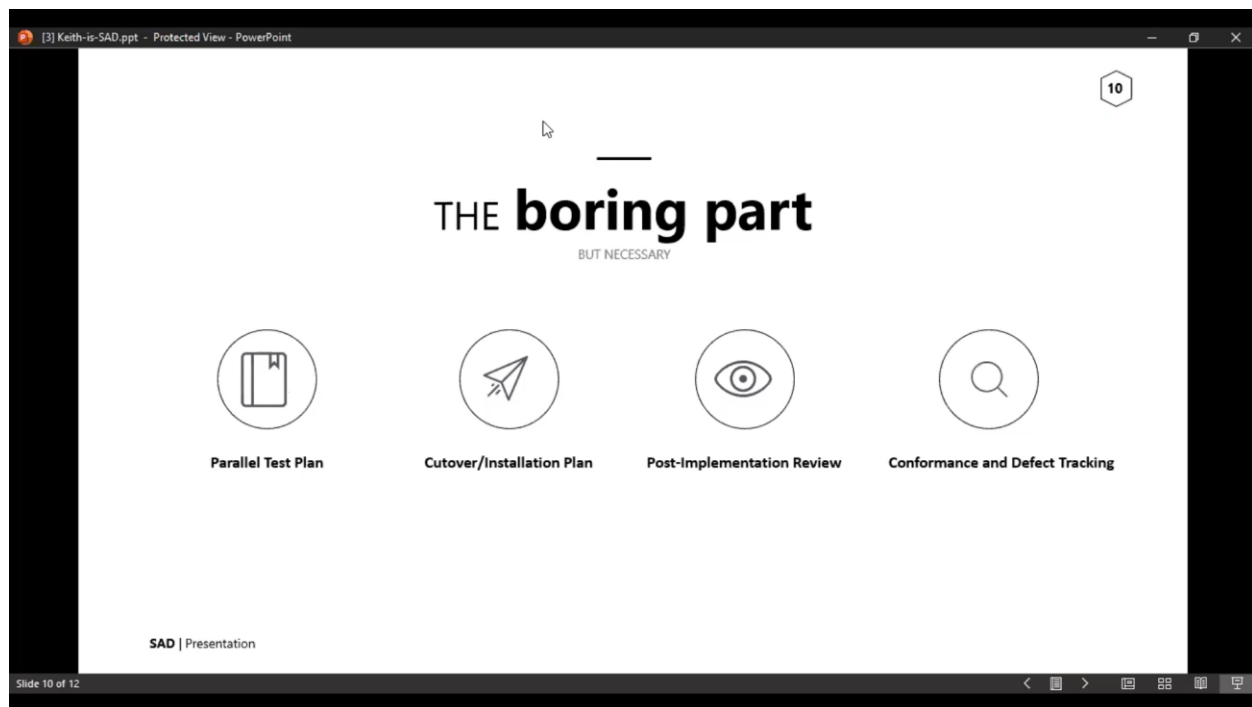 [3] Keith-is-SAD.ppt - Protected View - PowerPoint
10
THE boring part
BUT NECESSARY
Parallel Test Plan
Cutover/Installation Plan
Post-Implementation Review
Conformance and Defect Tracking
SAD | Presentation
Slide 10 of 12